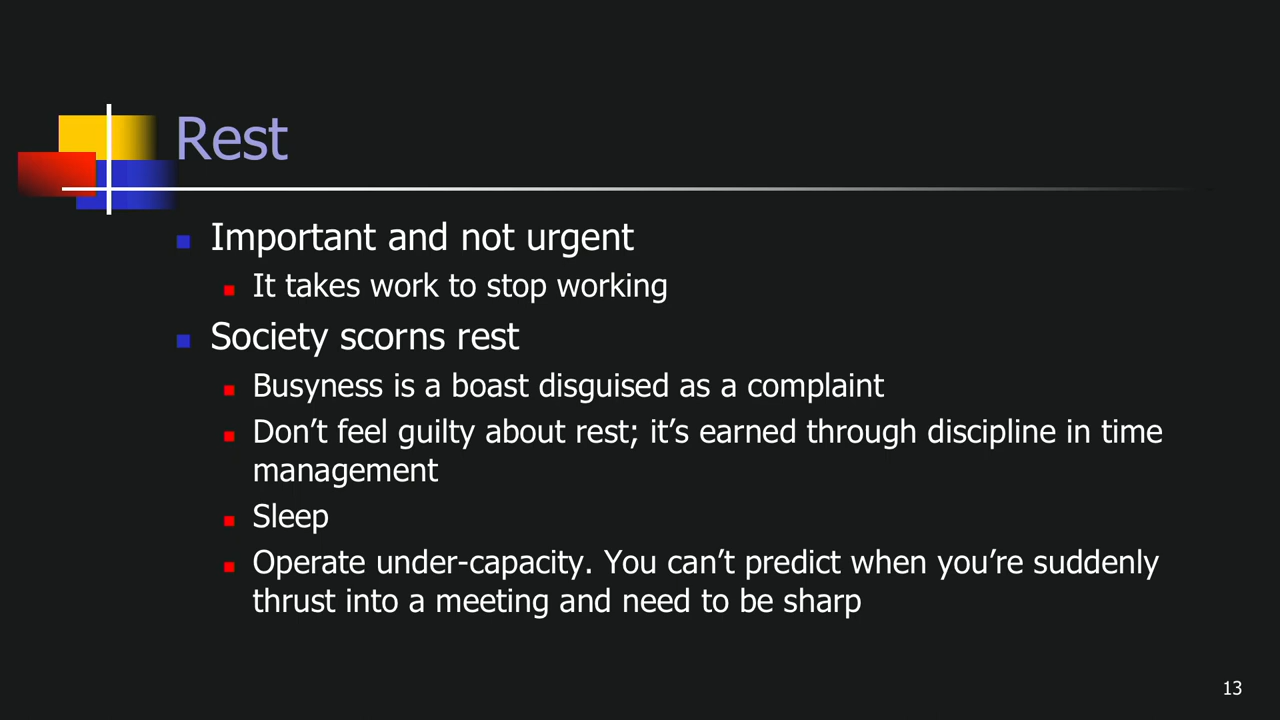 Rest
Important and not urgent
It takes work to stop working
Society scorns rest
Busyness is a boast disguised as a complaint
Don’t feel guilty about rest; it’s earned through discipline in time
management
Sleep
Operate under-capacity. You can’t predict when you’re suddenly
thrust into a meeting and need to be sharp
13